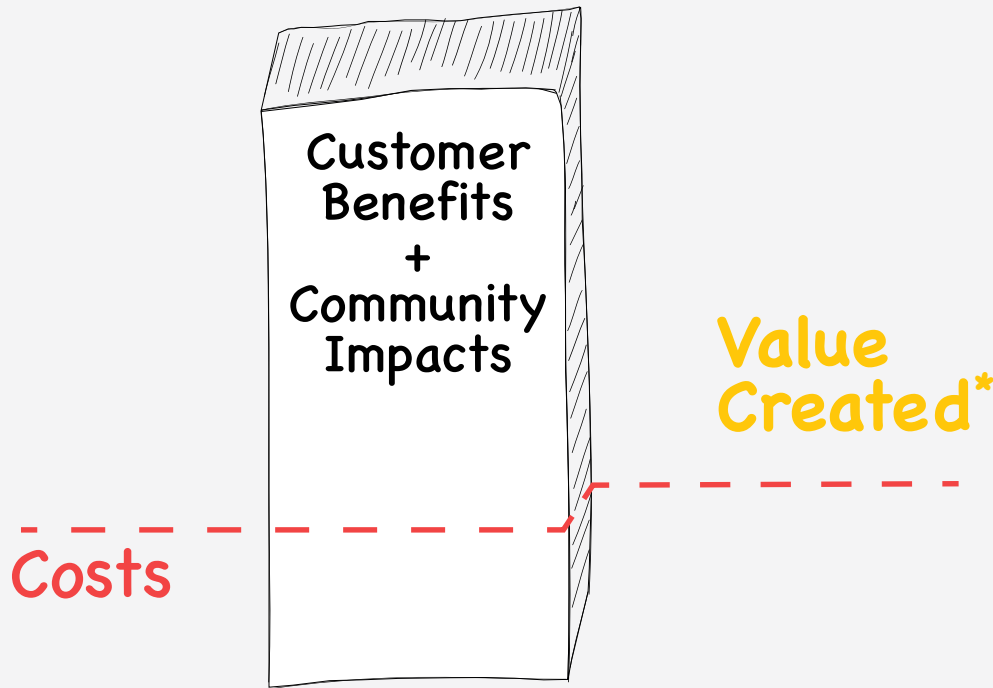 Customer
Benefits
+
Community
Impacts
Value
Created*
Costs